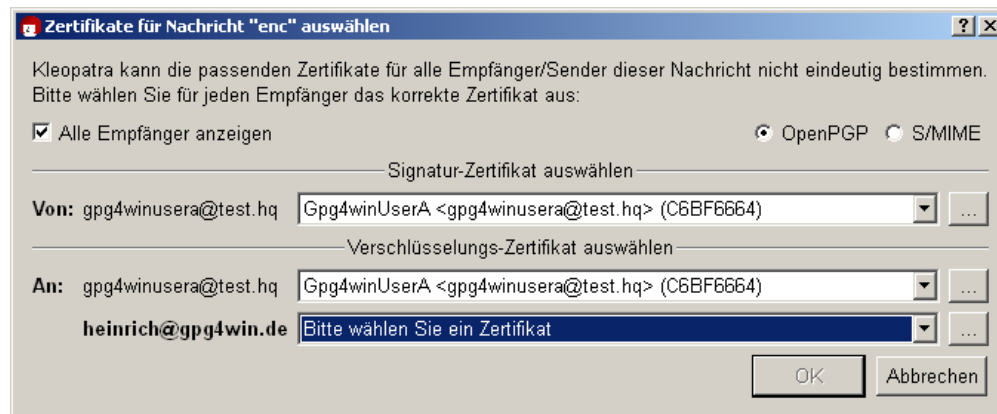 Zertifikate für Nachricht "enc" auswählen
Kleopatra kann die passenden Zertifikate für alle Empfänger/Sender dieser Nachricht nicht eindeutig bestimmen.
Bitte wählen Sie für jeden Empfänger das korrekte Zertifikat aus:
Alle Empfänger anzeigen OpenPGP S/MIME
Signatur-Zertifikat auswählen
Von: gpg4winusera@test.hq Gpg4winUserA <gpg4winusera@test.hq> (C6BF6664) ...
Verschlüsselungs-Zertifikat auswählen
An: gpg4winusera@test.hq Gpg4winUserA <gpg4winusera@test.hq> (C6BF6664) ...
heinrich@gpg4win.de Bitte wählen Sie ein Zertifikat ...
OK Abbrechen